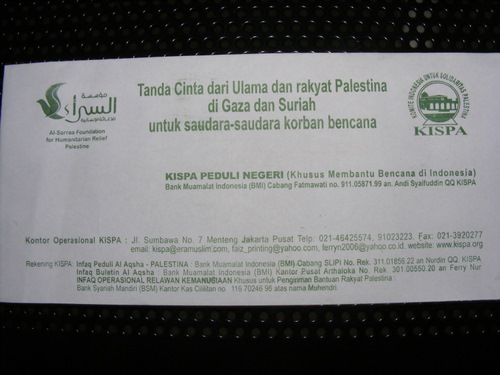 مؤسسة
السراء
Al-Sarraa Foundation
for Humanitarian Relief
Palestine
Tanda Cinta dari Ulama dan rakyat Palestina
di Gaza dan Suriah
untuk saudara-saudara korban bencana
KOMITE INDONESIA UNTUK SOLIDARITAS PALESTINA
KISPA
KISPA PEDULI NEGERI (Khusus Membantu Bencana di Indonesia)
Bank Muamalat Indonesia (BMI) Cabang Fatmawati no. 911.05871.99 an. Andi Syaifuddin QQ KISPA
Kantor Operasional KISPA : Jl. Sumbawa No. 7 Menteng Jakarta Pusat Telp: 021-46425574, 91023223. Fax: 021-3920277
email: kispa@eramuslim.com, faiz_printing@yahoo.com, ferryn2006@yahoo.co.id. website: www.kispa.org
Rekening KISPA: Infaq Peduli Al Aqsha - PALESTINA : Bank Muamalat Indonesia (BMI) Cabang SLIPI No. Rek. 311.01856.22 an Nurdin QQ. KISPA
Infaq Buletin Al Aqsha : Bank Muamalat Indonesia (BMI) Kantor Arthaloka No. Rek. 301.00550.20 an Ferry Nur
INFAQ OPERASIONAL RELAWAN KEMANUSIAAN Khusus untuk Pengiriman Bantuan Rakyat Palestina :
Bank Syariah Mandiri (BSM) Kantor Kas Ciliitan no. 116 70246 96 atas nama Muhendri.